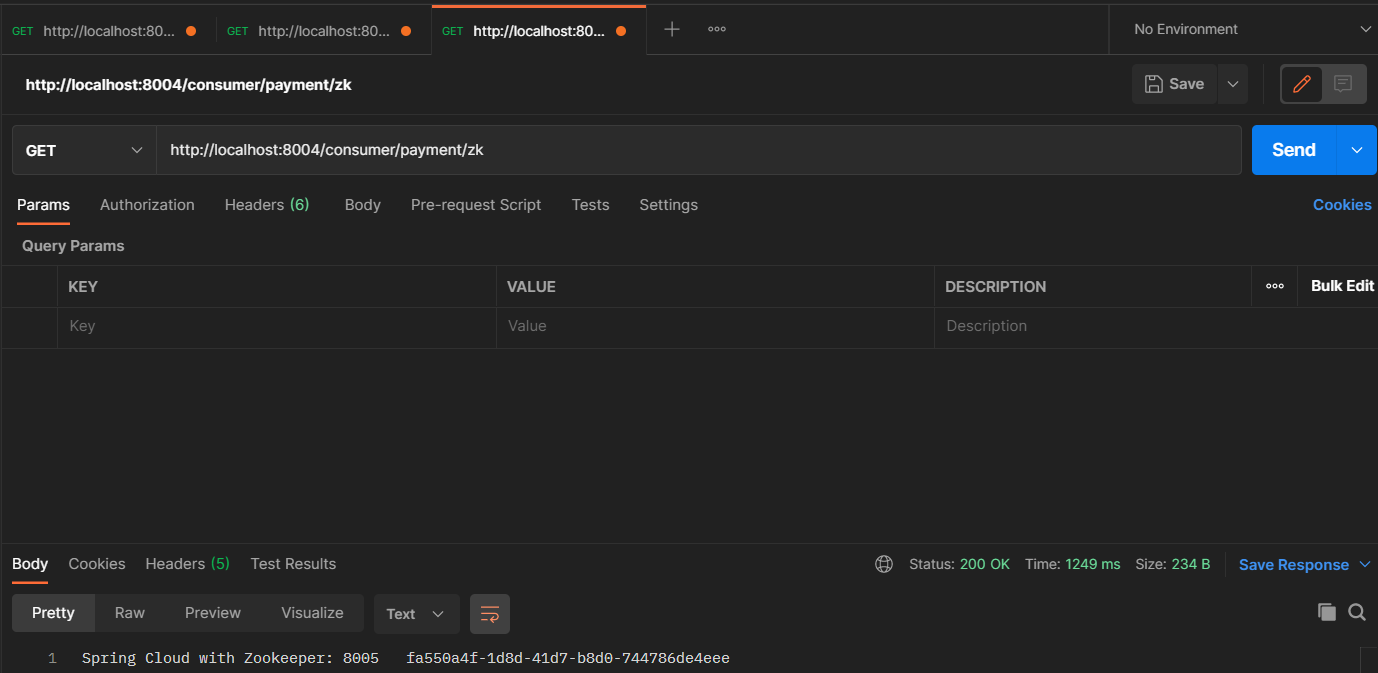 GET http://localhost:80... GET http://localhost:80... GET http://localhost:80... No Environment
http://localhost:8004/consumer/payment/zk Save
GET http://localhost:8004/consumer/payment/zk Send
Params Authorization Headers (6) Body Pre-request Script Tests Settings Cookies
Query Params
KEY VALUE DESCRIPTION Bulk Edit
Key Value Description
Body Cookies Headers (5) Test Results Status: 200 OK Time: 1249 ms Size: 234 B Save Response
Pretty Raw Preview Visualize Text
1 Spring Cloud with Zookeeper: 8005 fa550a4f-1d8d-41d7-b8d0-744786de4eee